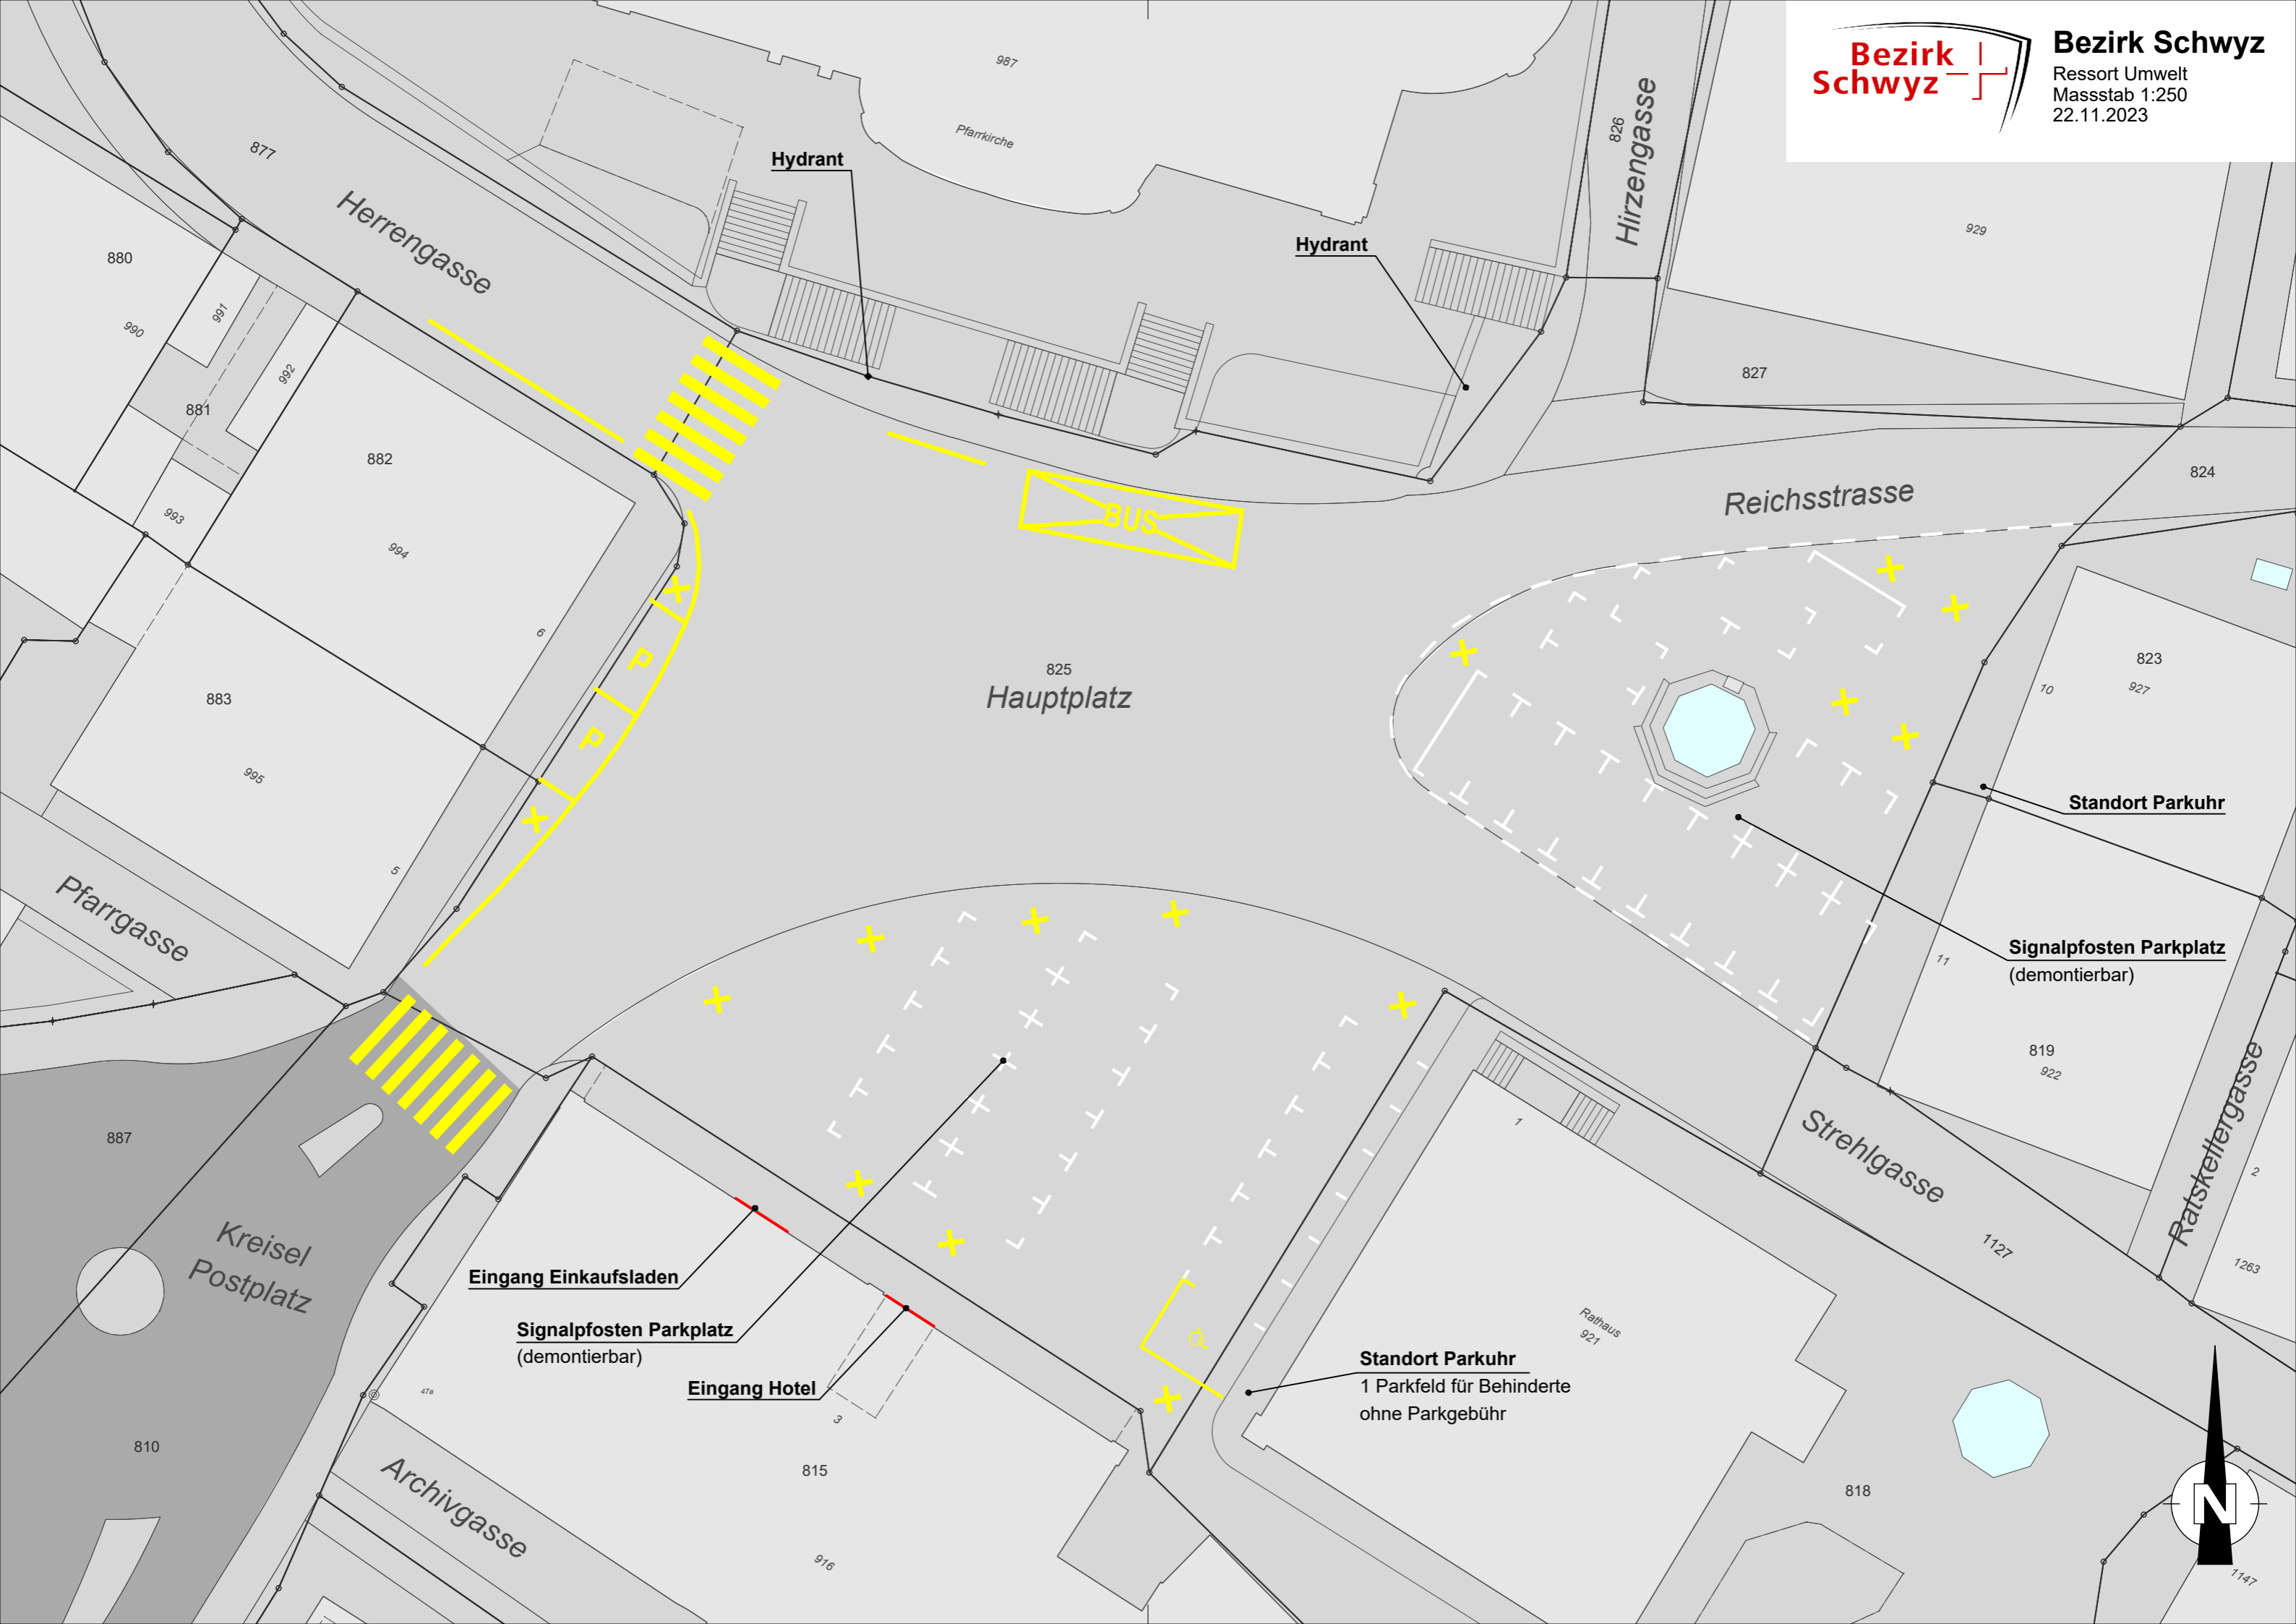 Bezirk
Schwyz
Bezirk Schwyz
Ressort Umwelt
Massstab 1:250
22.11.2023
987
Pfarrkirche
826
Hirzengasse
877
Herrengasse
Hydrant
Hydrant
929
880
991
990
992
881
882
993
994
827
824
Reichsstrasse
BUS
6
P
P
825
Hauptplatz
823
927
10
883
995
5
Standort Parkuhr
Pfarrgasse
Signalpfosten Parkplatz
(demontierbar)
11
819
922
Ratskellergasse
2
1263
Strehlgasse
1127
1
887
Kreisel
Postplatz
Eingang Einkaufsladen
Signalpfosten Parkplatz
(demontierbar)
Eingang Hotel
Rathaus
921
Standort Parkuhr
1 Parkfeld für Behinderte
ohne Parkgebühr
47a
3
810
Archivgasse
815
916
818
N
1147